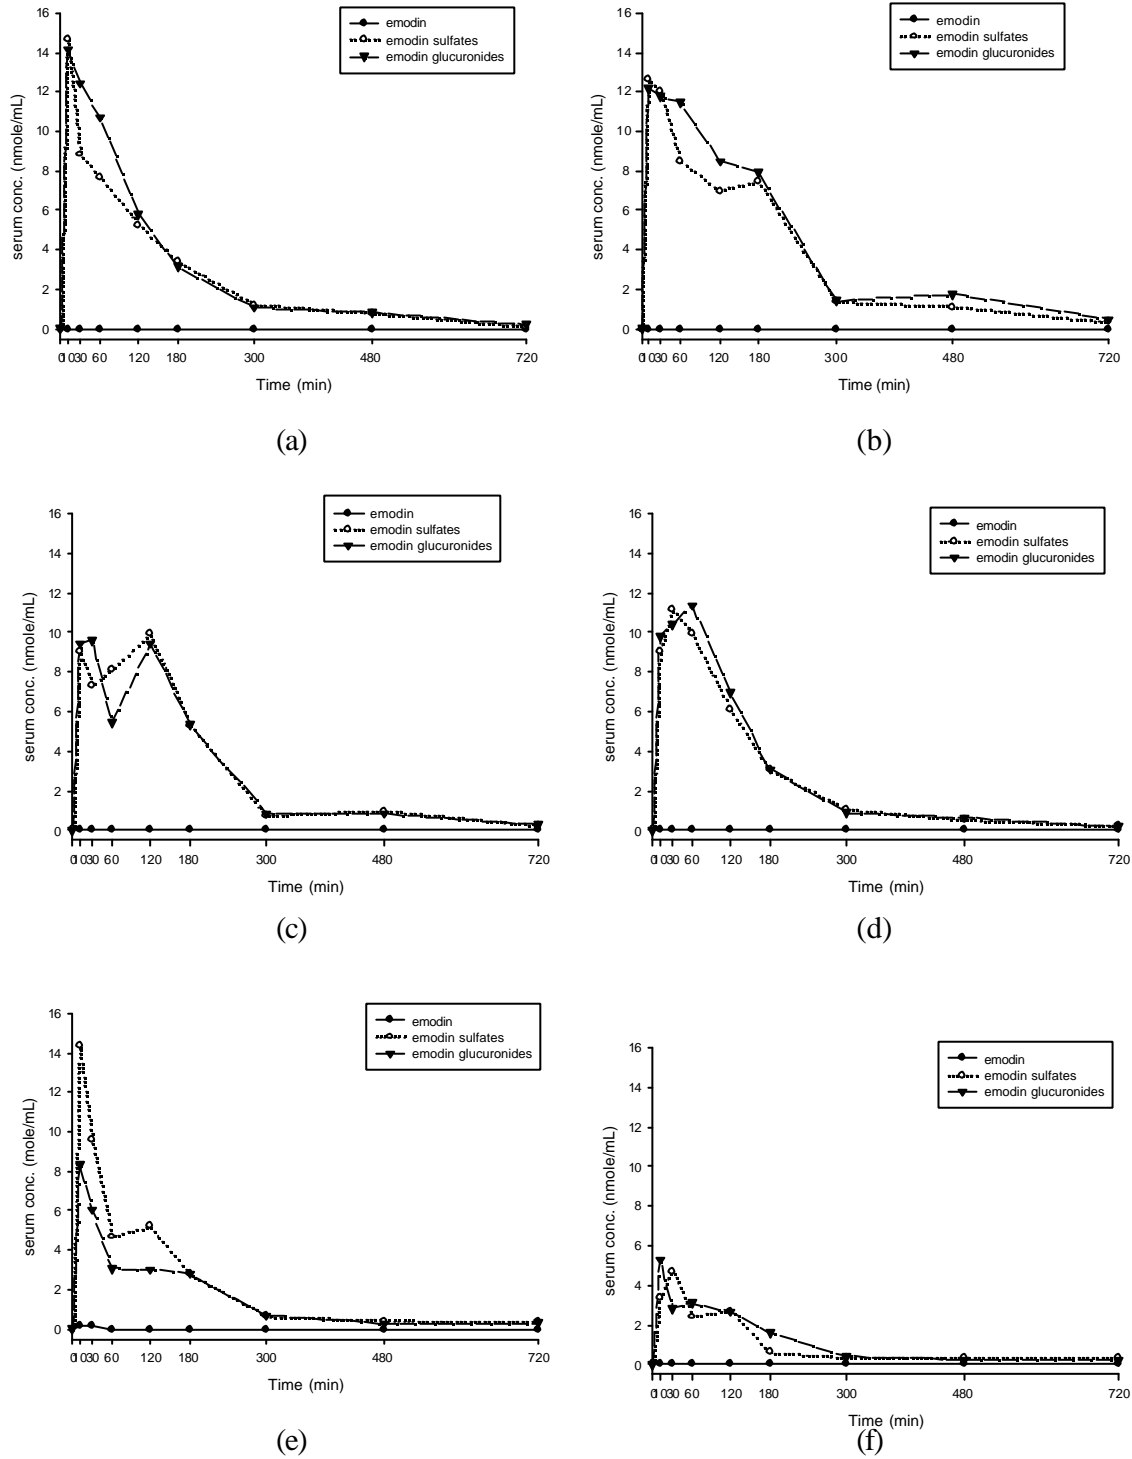 emodin
emodin sulfates
emodin glucuronides
16
14
12
10
8
6
4
2
0
serum conc. (nmole/mL)
0 10 30 60 120 180 300 480 720
Time (min)
(a)
emodin
emodin sulfates
emodin glucuronides
16
14
12
10
8
6
4
2
0
serum conc. (nmole/mL)
0 10 30 60 120 180 300 480 720
Time (min)
(b)
emodin
emodin sulfates
emodin glucuronides
16
14
12
10
8
6
4
2
0
serum conc. (nmole/mL)
0 10 30 60 120 180 300 480 720
Time (min)
(c)
emodin
emodin sulfates
emodin glucuronides
16
14
12
10
8
6
4
2
0
serum conc. (nmole/mL)
0 10 30 60 120 180 300 480 720
Time (min)
(d)
emodin
emodin sulfates
emodin glucuronides
16
14
12
10
8
6
4
2
0
serum conc. (mole/mL)
0 10 30 60 120 180 300 480 720
Time (min)
(e)
emodin
emodin sulfates
emodin glucuronides
16
14
12
10
8
6
4
2
0
serum conc. (nmole/mL)
0 10 30 60 120 180 300 480 720
Time (min)
(f)